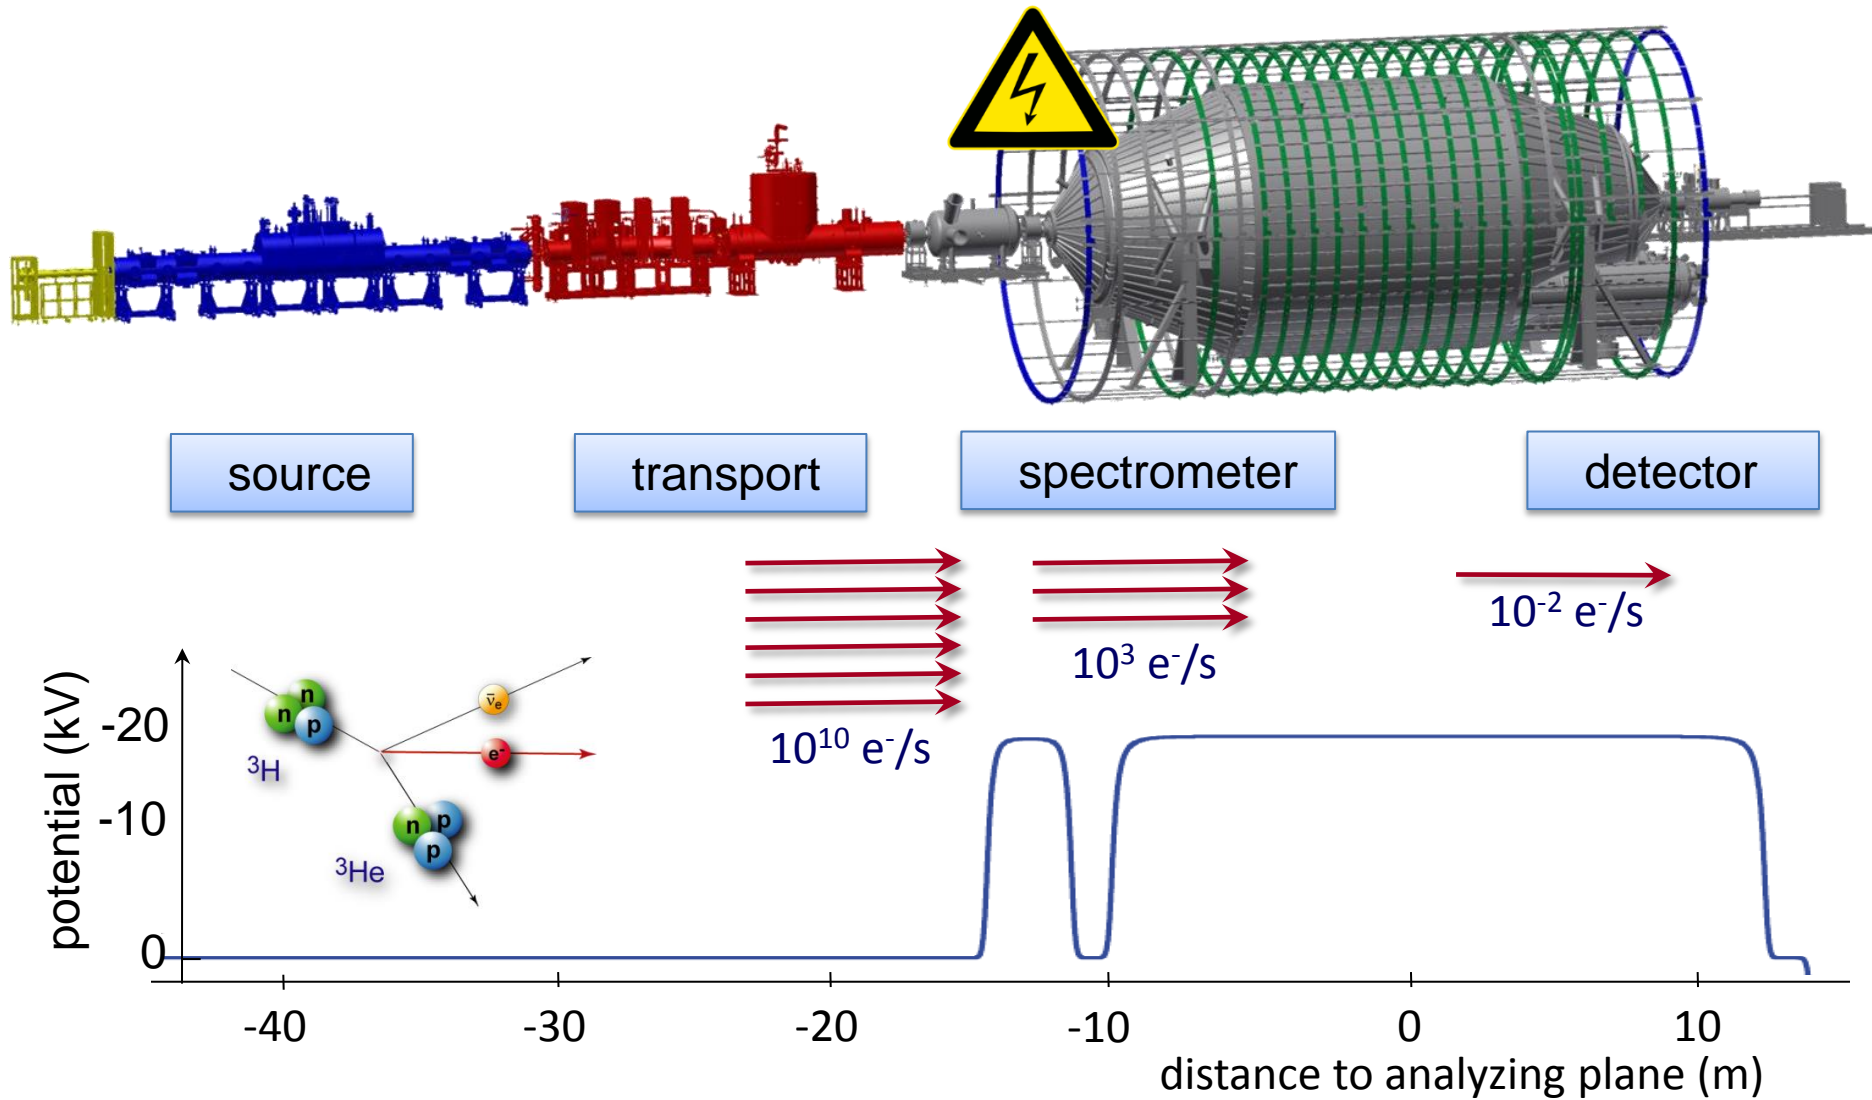 source
transport
spectrometer
detector
10¹⁰ e⁻/s
10³ e⁻/s
10⁻² e⁻/s
potential (kV)
-20
-10
0
n
n
p
³H
ν̄ₑ
e⁻
n
p
p
³He
-40
-30
-20
-10
0
10
distance to analyzing plane (m)